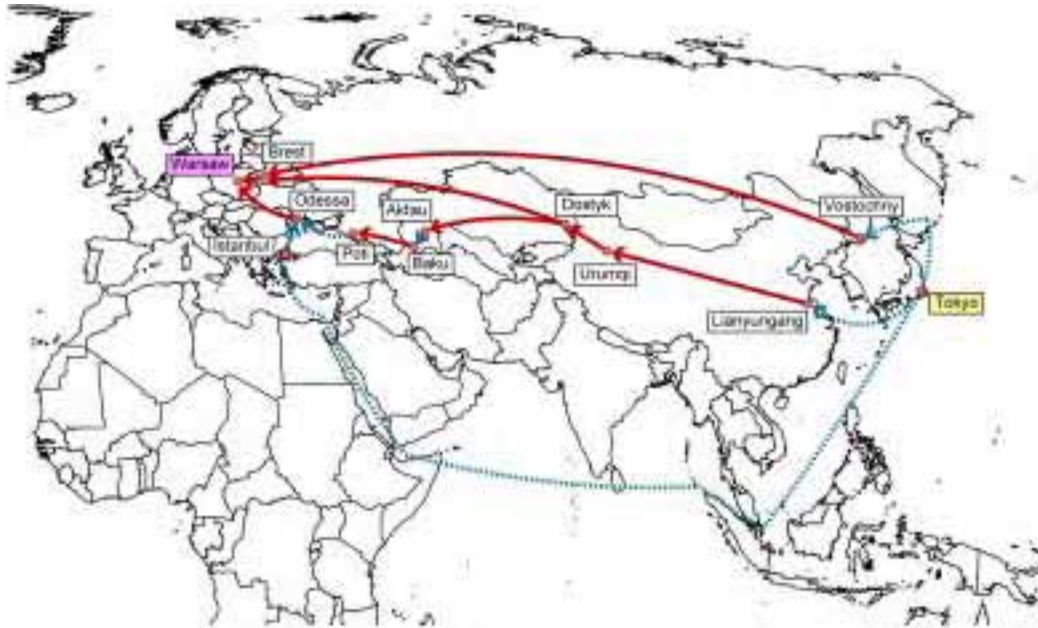 Brest
Warsaw
Odessa
Aktau
Dostyk
Vostochny
Istanbul
Poti
Baku
Urumqi
Tokyo
Lianyungang